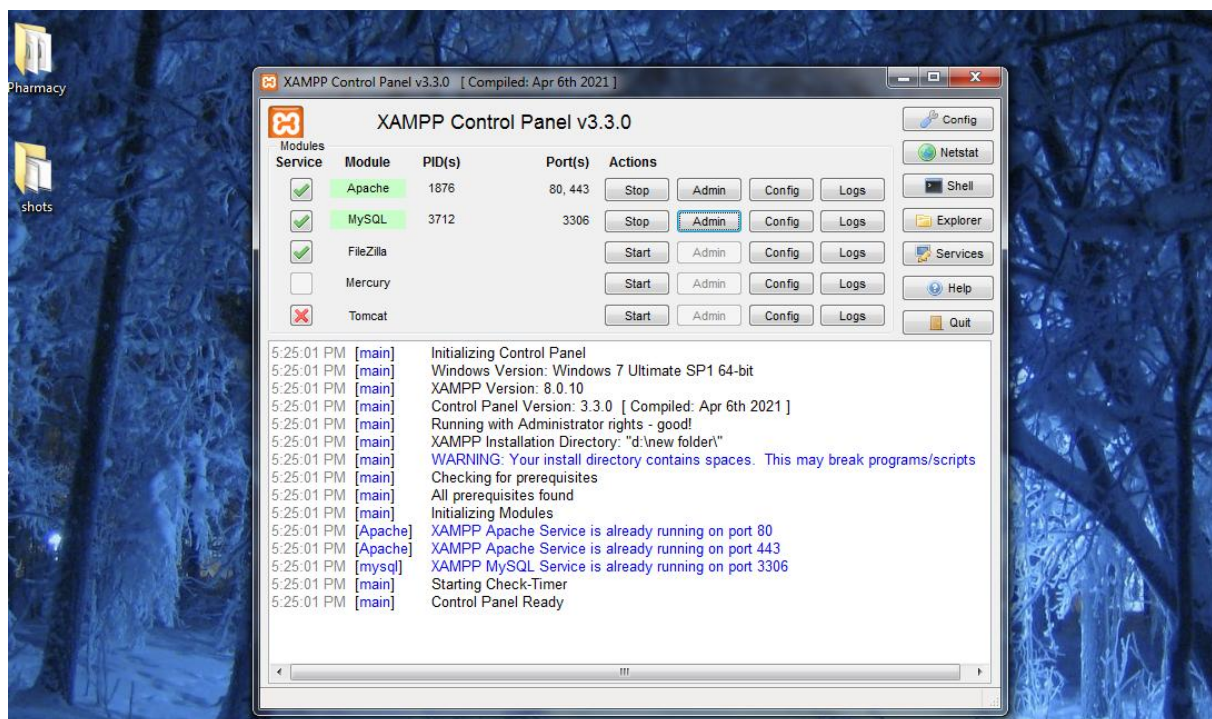 Pharmacy
shots
XAMPP Control Panel v3.3.0 [ Compiled: Apr 6th 2021 ]
XAMPP Control Panel v3.3.0
Config
Modules
Service Module PID(s) Port(s) Actions
Netstat
Apache 1876 80, 443 Stop Admin Config Logs
Shell
MySQL 3712 3306 Stop Admin Config Logs
Explorer
FileZilla Start Admin Config Logs
Services
Mercury Start Admin Config Logs
Help
Tomcat Start Admin Config Logs
Quit
5:25:01 PM [main] Initializing Control Panel
5:25:01 PM [main] Windows Version: Windows 7 Ultimate SP1 64-bit
5:25:01 PM [main] XAMPP Version: 8.0.10
5:25:01 PM [main] Control Panel Version: 3.3.0 [ Compiled: Apr 6th 2021 ]
5:25:01 PM [main] Running with Administrator rights - good!
5:25:01 PM [main] XAMPP Installation Directory: "d:\new folder\"
5:25:01 PM [main] WARNING: Your install directory contains spaces. This may break programs/scripts
5:25:01 PM [main] Checking for prerequisites
5:25:01 PM [main] All prerequisites found
5:25:01 PM [main] Initializing Modules
5:25:01 PM [Apache] XAMPP Apache Service is already running on port 80
5:25:01 PM [Apache] XAMPP Apache Service is already running on port 443
5:25:01 PM [mysql] XAMPP MySQL Service is already running on port 3306
5:25:01 PM [main] Starting Check-Timer
5:25:01 PM [main] Control Panel Ready